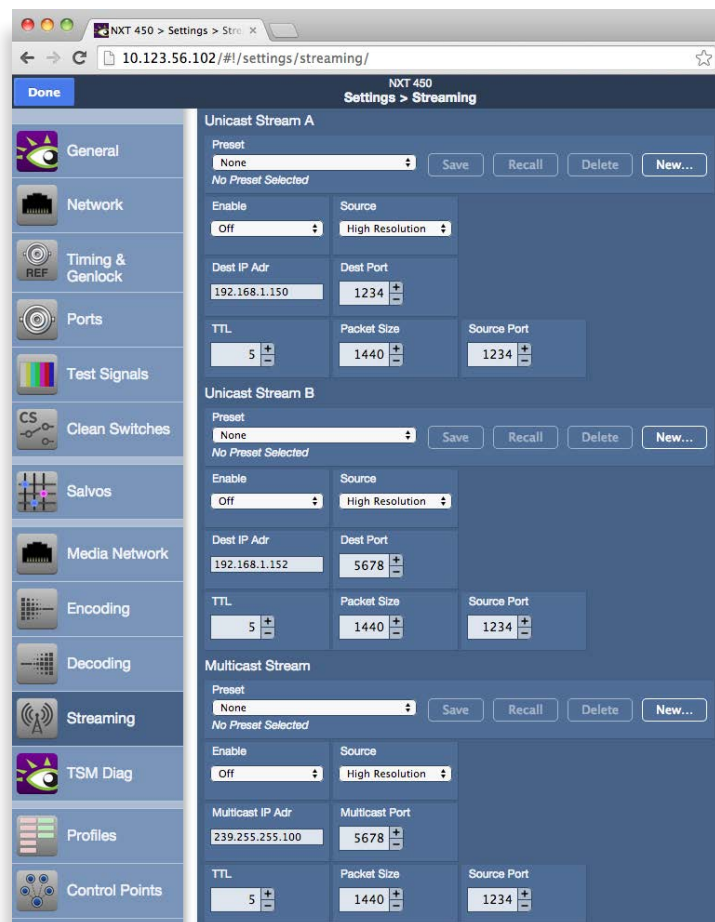 NXT 450 > Settings > Stre
10.123.56.102/#!/settings/streaming/
Done
NXT 450
Settings > Streaming
General
Network
REF
Timing &
Genlock
Ports
Test Signals
CS
Clean Switches
Salvos
Media Network
Encoding
Decoding
Streaming
TSM Diag
Profiles
Control Points
Unicast Stream A
Preset
None Save Recall Delete New...
No Preset Selected
Enable Source
Off High Resolution
Dest IP Adr Dest Port
192.168.1.150 1234 + −
TTL Packet Size Source Port
5 + − 1440 + − 1234 + −
Unicast Stream B
Preset
None Save Recall Delete New...
No Preset Selected
Enable Source
Off High Resolution
Dest IP Adr Dest Port
192.168.1.152 5678 + −
TTL Packet Size Source Port
5 + − 1440 + − 1234 + −
Multicast Stream
Preset
None Save Recall Delete New...
No Preset Selected
Enable Source
Off High Resolution
Multicast IP Adr Multicast Port
239.255.255.100 5678 + −
TTL Packet Size Source Port
5 + − 1440 + − 1234 + −